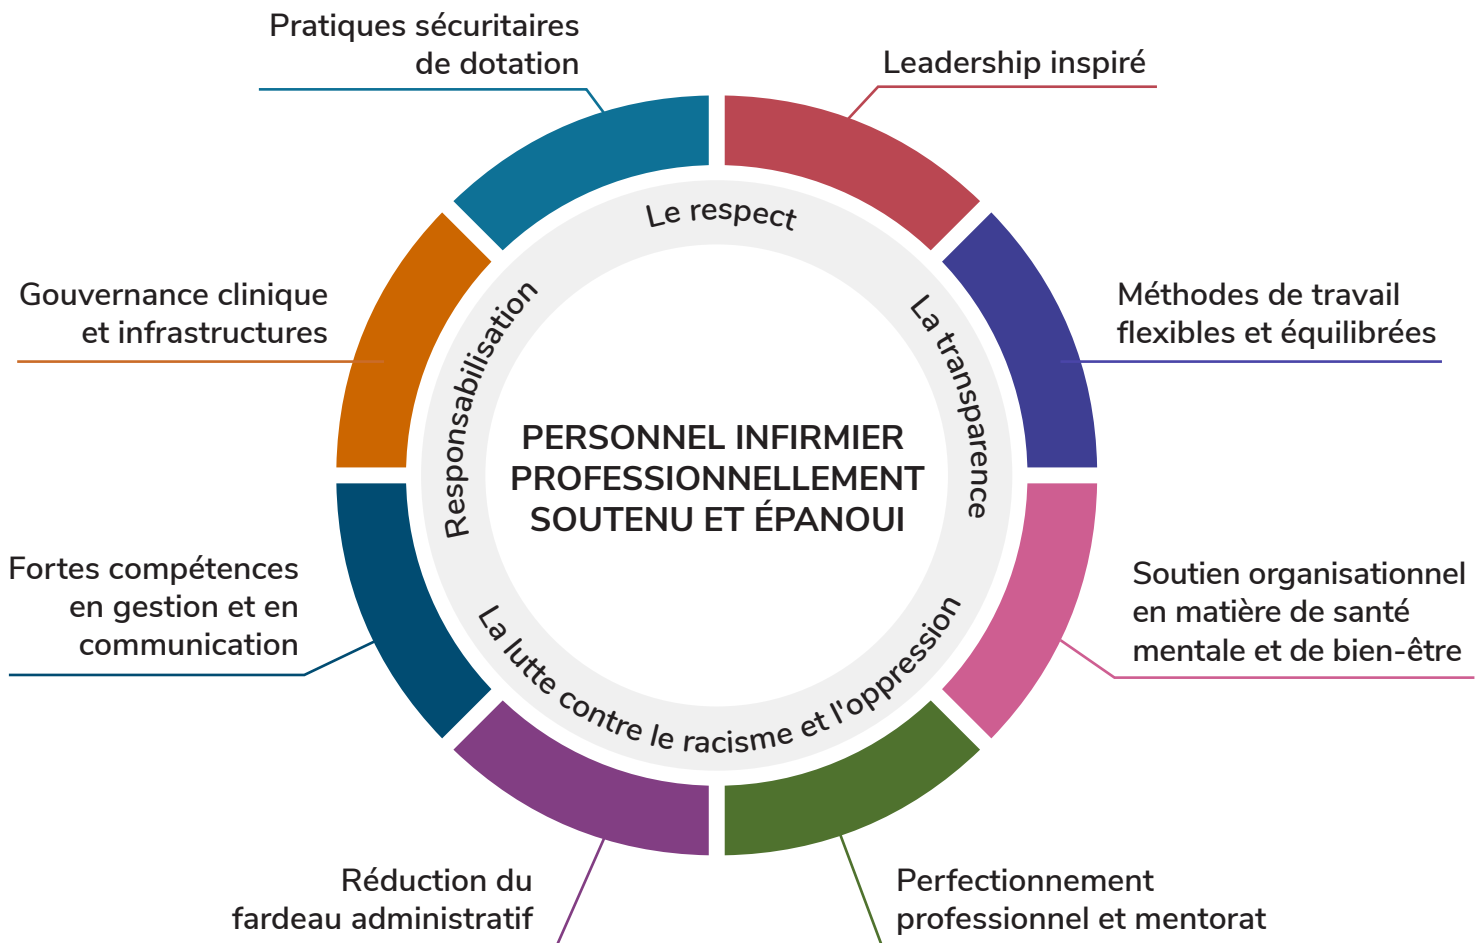 Pratiques sécuritaires
de dotation
Leadership inspiré
Méthodes de travail
flexibles et équilibrées
Soutien organisationnel
en matière de santé
mentale et de bien-être
Perfectionnement
professionnel et mentorat
Réduction du
fardeau administratif
Fortes compétences
en gestion et en
communication
Gouvernance clinique
et infrastructures
Le respect
La transparence
La lutte contre le racisme et l'oppression
Responsabilisation
PERSONNEL INFIRMIER
PROFESSIONNELLEMENT
SOUTENU ET ÉPANOUI